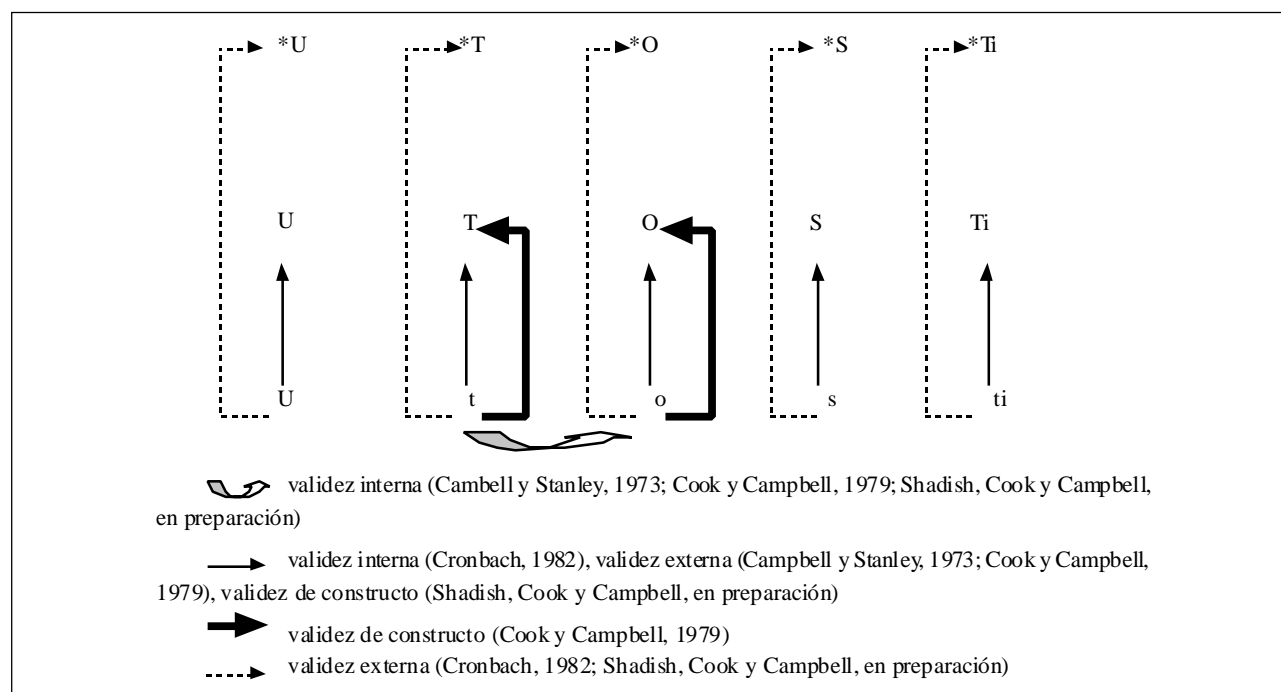 *U *T *O *S *Ti
U T O S Ti
U t o s ti
validez interna (Cambell y Stanley, 1973; Cook y Campbell, 1979; Shadish, Cook y Campbell,
en preparación)
validez interna (Cronbach, 1982), validez externa (Campbell y Stanley, 1973; Cook y Campbell,
1979), validez de constructo (Shadish, Cook y Campbell, en preparación)
validez de constructo (Cook y Campbell, 1979)
validez externa (Cronbach, 1982; Shadish, Cook y Campbell, en preparación)